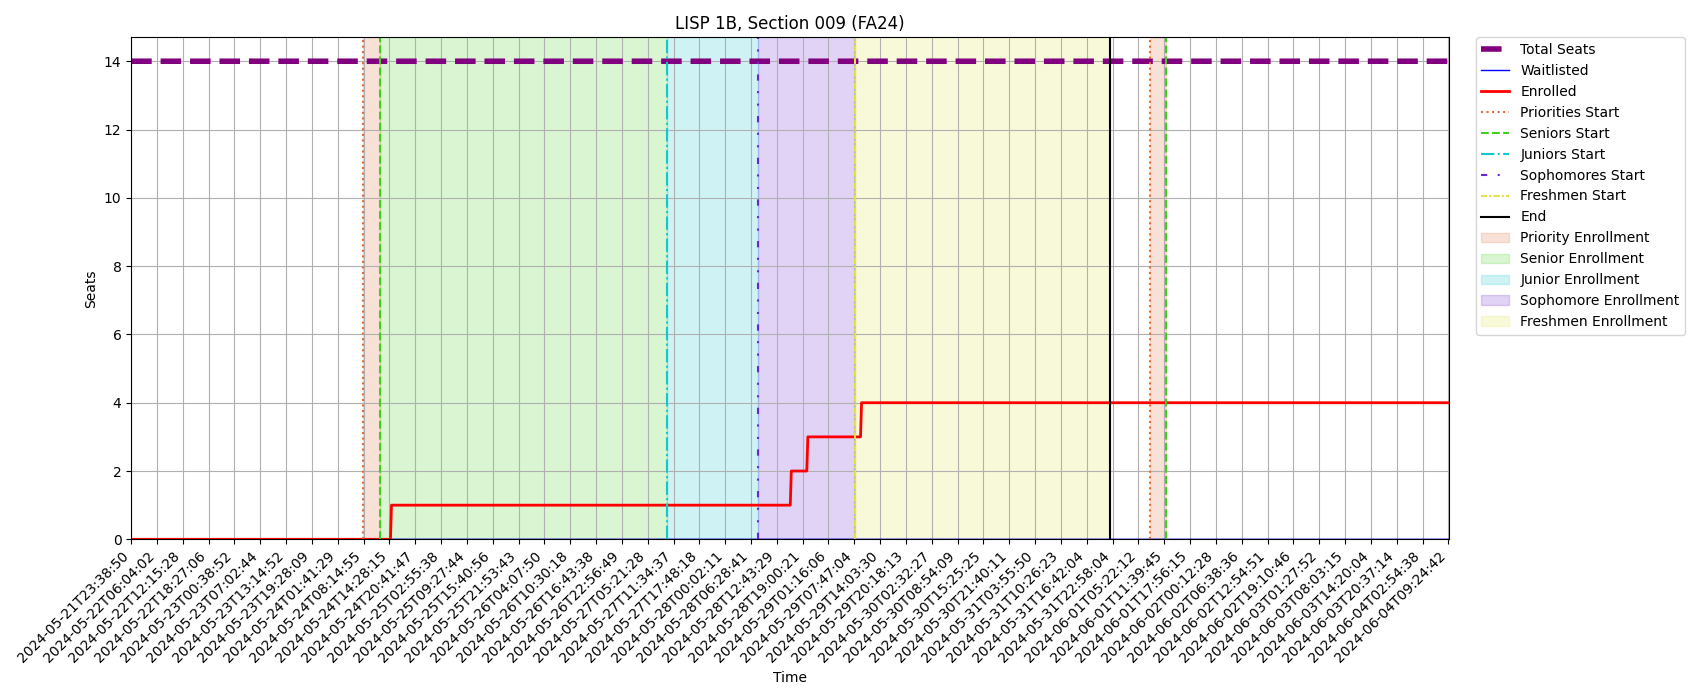 LISP 1B, Section 009 (FA24)
Seats
14
12
10
8
6
4
2
0
2024-05-21T23:38:50
2024-05-22T06:04:02
2024-05-22T12:15:28
2024-05-22T18:27:06
2024-05-23T00:38:52
2024-05-23T07:02:44
2024-05-23T13:14:52
2024-05-23T19:28:09
2024-05-24T01:41:29
2024-05-24T08:14:55
2024-05-24T14:28:15
2024-05-24T20:41:47
2024-05-25T02:55:38
2024-05-25T09:27:44
2024-05-25T15:40:56
2024-05-25T21:53:43
2024-05-26T04:07:50
2024-05-26T10:30:18
2024-05-26T16:43:38
2024-05-26T22:56:49
2024-05-27T05:21:28
2024-05-27T11:34:37
2024-05-27T17:48:18
2024-05-28T00:02:11
2024-05-28T06:28:41
2024-05-28T12:43:29
2024-05-28T19:00:21
2024-05-29T01:16:06
2024-05-29T07:47:04
2024-05-29T14:03:30
2024-05-29T20:18:13
2024-05-30T02:32:27
2024-05-30T08:54:09
2024-05-30T15:25:25
2024-05-30T21:40:11
2024-05-31T03:55:50
2024-05-31T10:26:23
2024-05-31T16:42:04
2024-05-31T22:58:04
2024-06-01T05:22:12
2024-06-01T11:39:45
2024-06-01T17:56:15
2024-06-02T00:12:28
2024-06-02T06:38:36
2024-06-02T12:54:51
2024-06-02T19:10:46
2024-06-03T01:27:52
2024-06-03T08:03:15
2024-06-03T14:20:04
2024-06-03T20:37:14
2024-06-04T02:54:38
2024-06-04T09:24:42
Time
Total Seats
Waitlisted
Enrolled
Priorities Start
Seniors Start
Juniors Start
Sophomores Start
Freshmen Start
End
Priority Enrollment
Senior Enrollment
Junior Enrollment
Sophomore Enrollment
Freshmen Enrollment